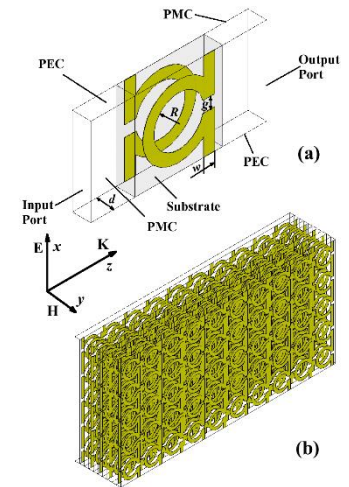 PMC
PEC
Output
Port
g
R
(a)
w
PEC
Input
Port
d
Substrate
PMC
E x
K
z
H y
(b)